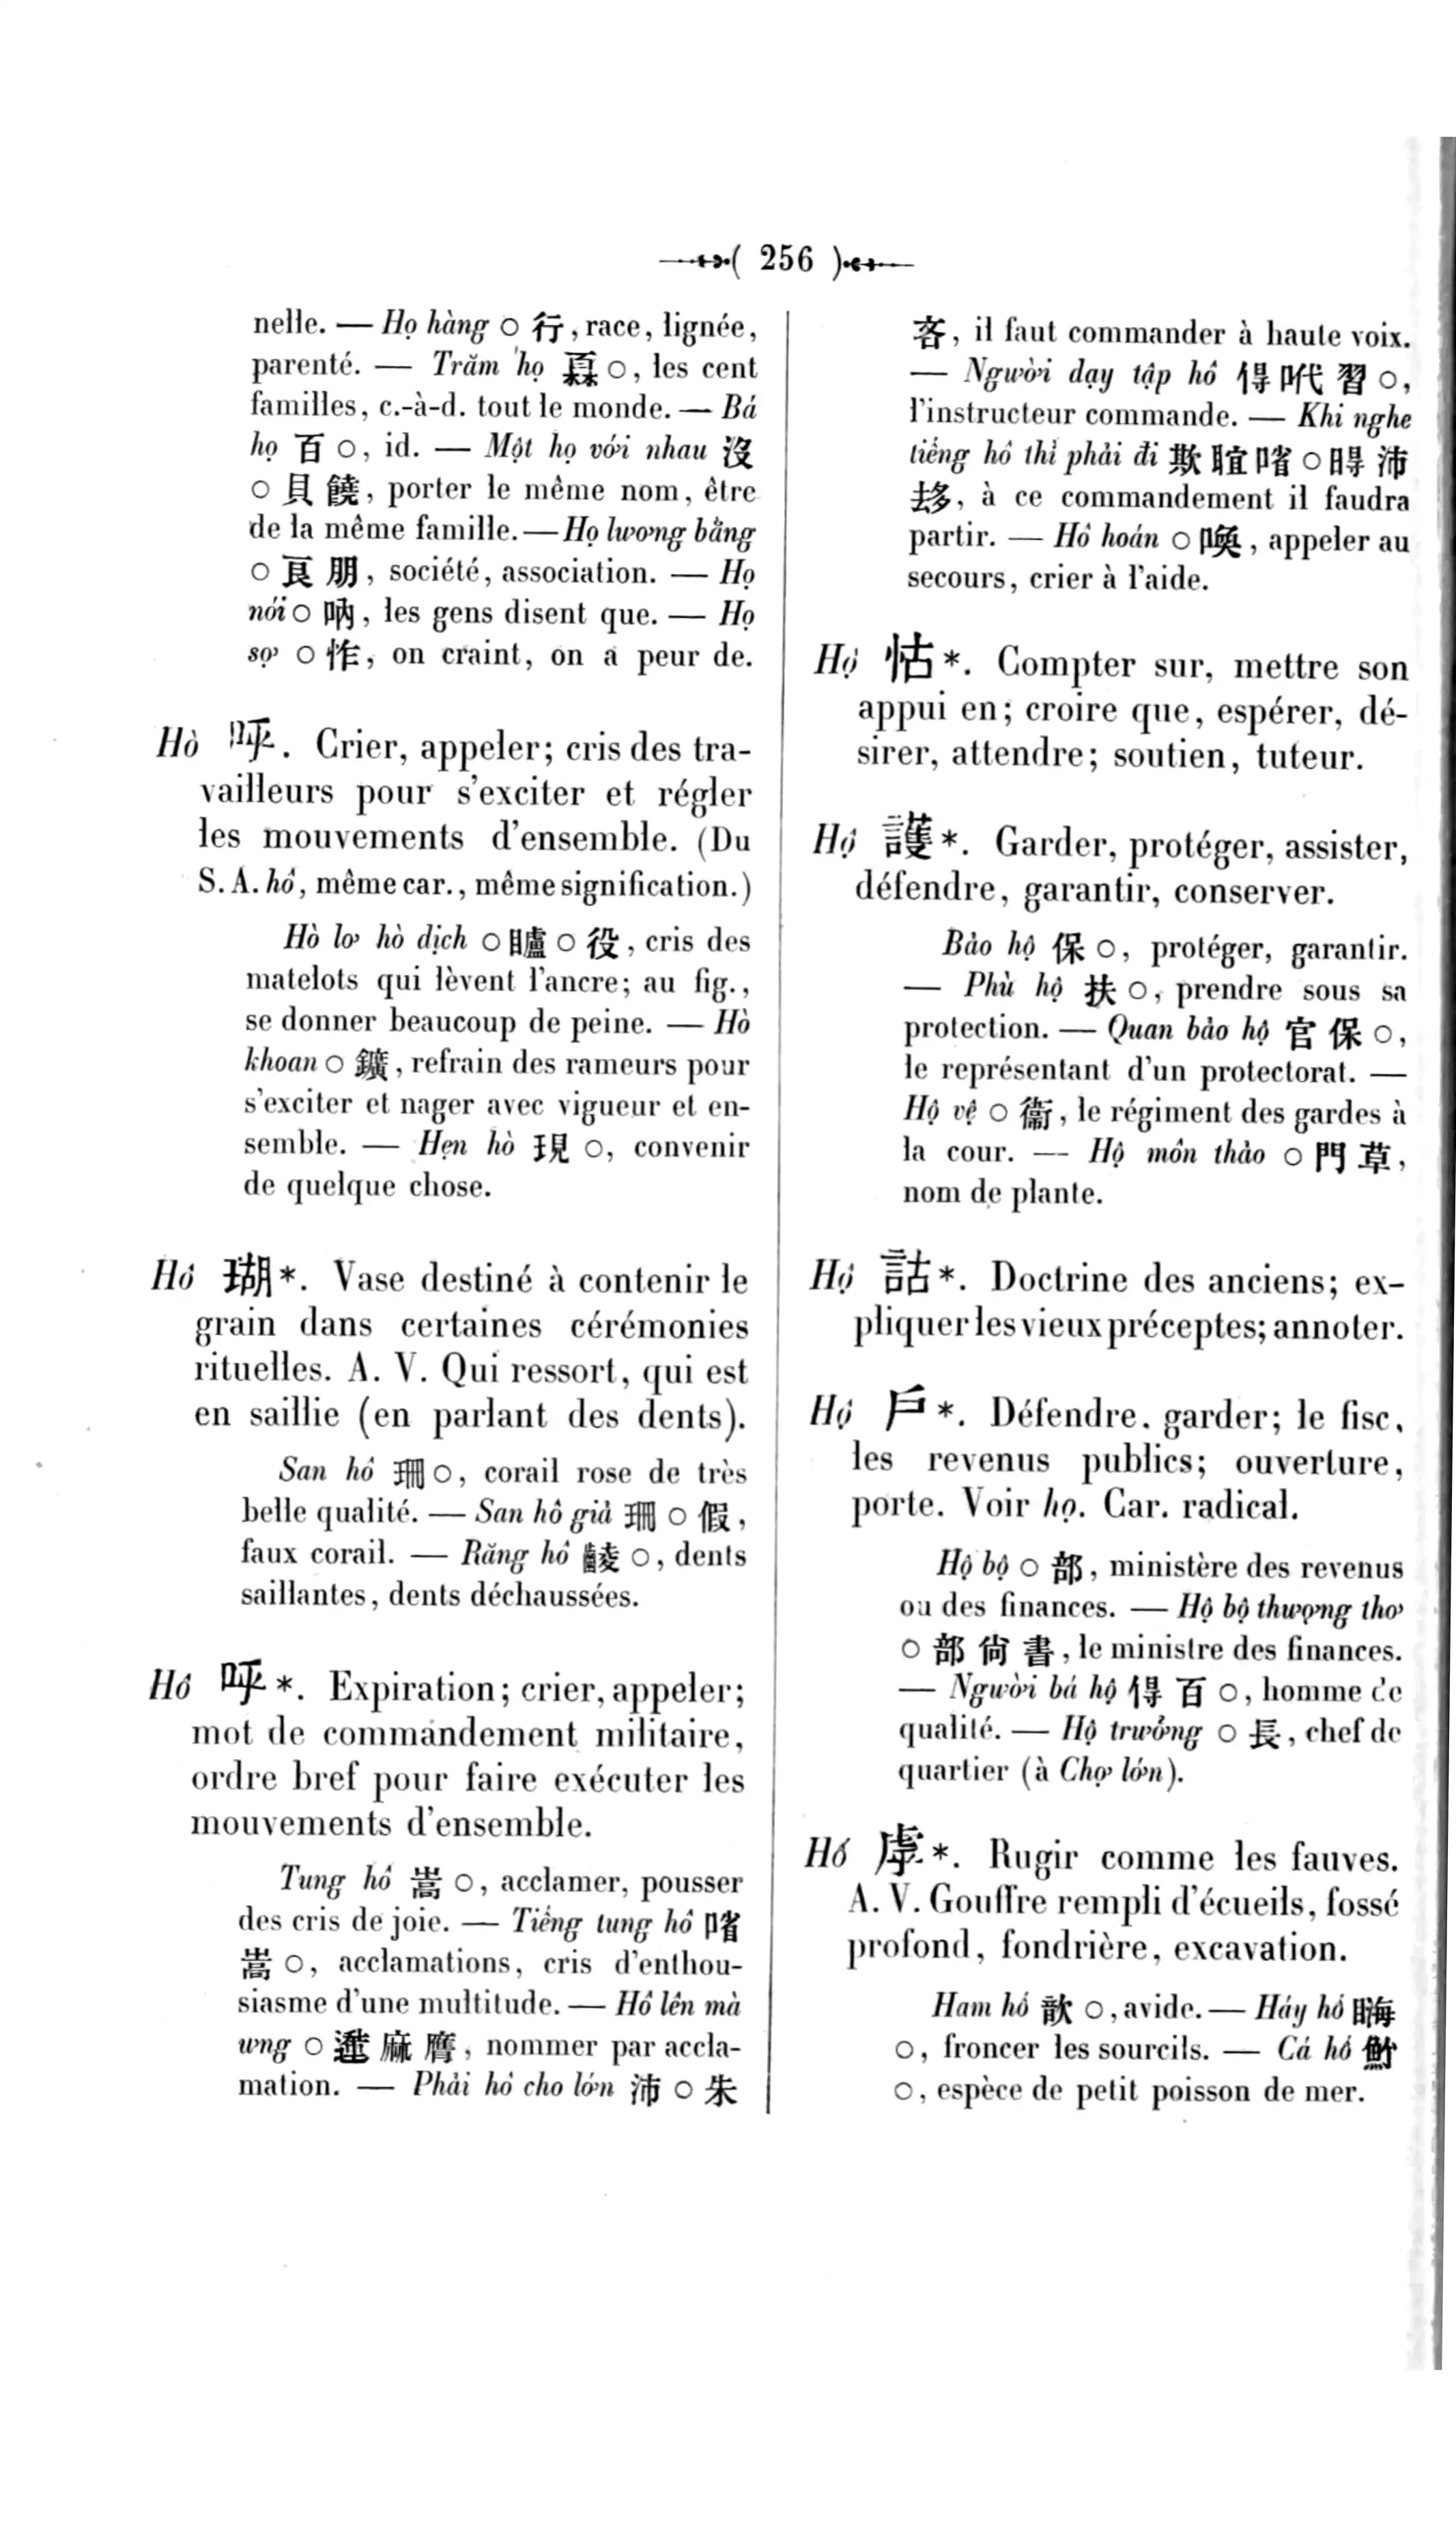 ( 256 )
nelle. — Họ hàng ○ 行, race, lignée,
parenté. — Trăm họ ○, les cent
familles, c.-à-d. tout le monde. — Bá
họ 百 ○, id. — Một họ với nhau 沒
○ 貝 饒, porter le même nom, être
de la même famille. — Họ lương bằng
○ 朋, société, association. — Họ
nói ○ 吶, les gens disent que. — Họ
sợ ○ 怍, on craint, on a peur de.
Hò 呼. Crier, appeler; cris des tra-
vailleurs pour s'exciter et régler
les mouvements d'ensemble. (Du
S. A. hô, même car., même signification.)
Hò lơ hò dịch ○ 矑 ○ 役, cris des
matelots qui lèvent l'ancre; au fig.,
se donner beaucoup de peine. — Hò
khoan ○ 鑛, refrain des rameurs pour
s'exciter et nager avec vigueur et en-
semble. — Hẹn hò 現 ○, convenir
de quelque chose.
Hô 瑚 *. Vase destiné à contenir le
grain dans certaines cérémonies
rituelles. A. V. Qui ressort, qui est
en saillie (en parlant des dents).
San hô 珊 ○, corail rose de très
belle qualité. — San hô giả 珊 ○ 假,
faux corail. — Răng hô ○, dents
saillantes, dents déchaussées.
Hô 呼 *. Expiration; crier, appeler;
mot de commandement militaire,
ordre bref pour faire exécuter les
mouvements d'ensemble.
Tung hô 嵩 ○, acclamer, pousser
des cris de joie. — Tiếng tung hô 㗂
嵩 ○, acclamations, cris d'enthou-
siasme d'une multitude. — Hô lên mà
ưng ○ 麻 膺, nommer par accla-
mation. — Phải hô cho lớn 沛 ○ 朱
吝, il faut commander à haute voix.
— Người dạy tập hô 得 㕥 習 ○,
l'instructeur commande. — Khi nghe
tiếng hô thì phải đi 欺 㗂 ○ 時 沛
𠫾, à ce commandement il faudra
partir. — Hô hoán ○ 喚, appeler au
secours, crier à l'aide.
Hộ 怙 *. Compter sur, mettre son
appui en; croire que, espérer, dé-
sirer, attendre; soutien, tuteur.
Hộ 護 *. Garder, protéger, assister,
défendre, garantir, conserver.
Bảo hộ 保 ○, protéger, garantir.
— Phù hộ 扶 ○, prendre sous sa
protection. — Quan bảo hộ 官 保 ○,
le représentant d'un protectorat. —
Hộ vệ ○ 衞, le régiment des gardes à
la cour. — Hộ môn thảo ○ 門 草,
nom de plante.
Hộ 詁 *. Doctrine des anciens; ex-
pliquer les vieux préceptes; annoter.
Hộ 戶 *. Défendre, garder; le fisc,
les revenus publics; ouverture,
porte. Voir họ. Car. radical.
Hộ bộ ○ 部, ministère des revenus
ou des finances. — Hộ bộ thượng thơ
○ 部 尙 書, le ministre des finances.
— Người bá hộ 得 百 ○, homme de
qualité. — Hộ trưởng ○ 長, chef de
quartier (à Chợ lớn).
Hố 虖 *. Rugir comme les fauves.
A. V. Gouffre rempli d'écueils, fossé
profond, fondrière, excavation.
Ham hố 歆 ○, avide. — Háy hố
○, froncer les sourcils. — Cá hố
○, espèce de petit poisson de mer.